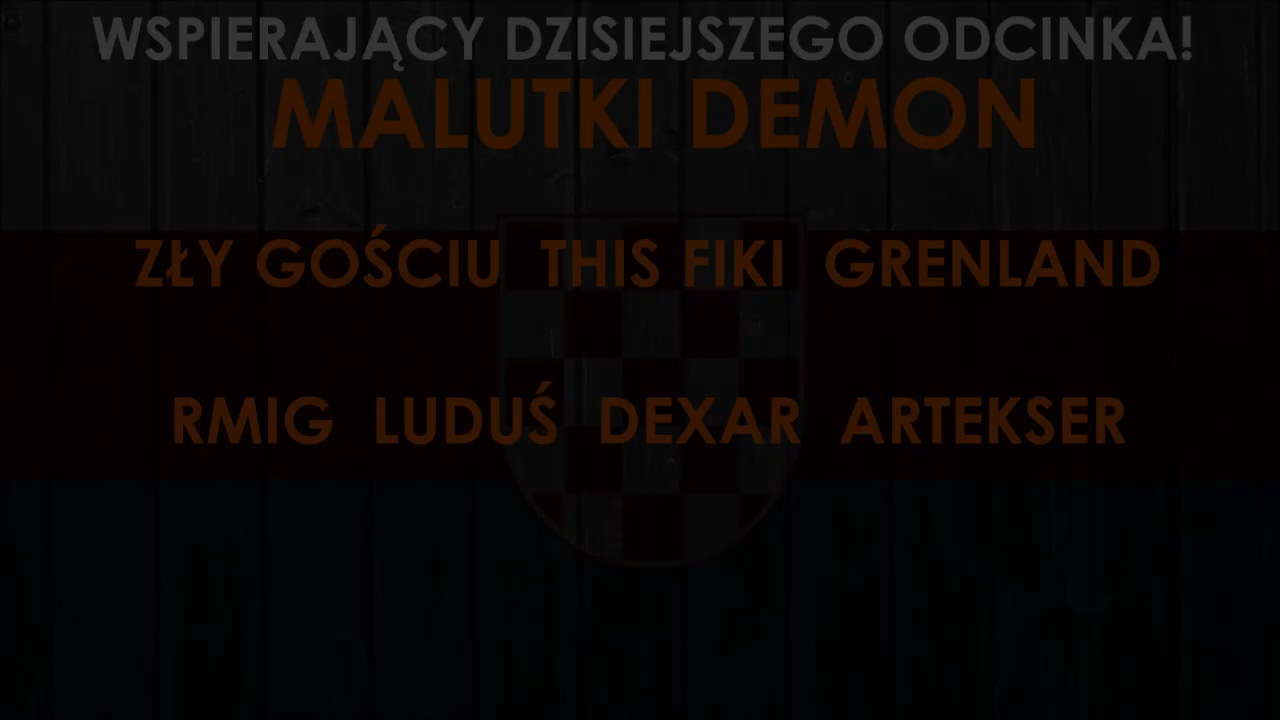 WSPIERAJĄCY DZISIEJSZEGO ODCINKA!
MALUTKI DEMON
ZŁY GOŚCIU THIS FIKI GRENLAND
RMIG LUDUŚ DEXAR ARTEKSER